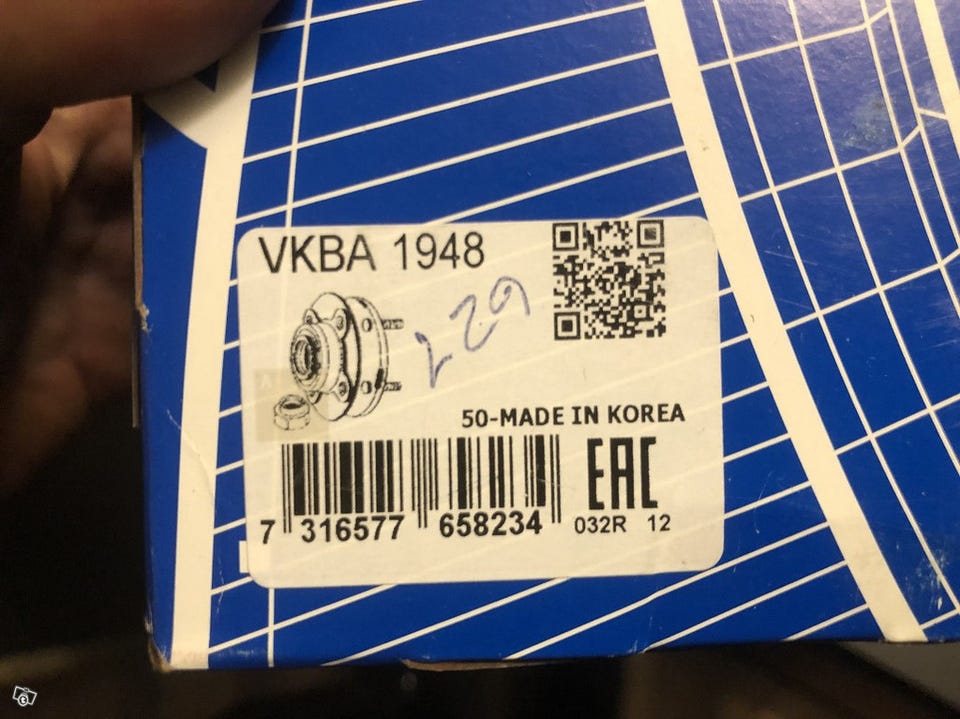 VKBA 1948
229
50-MADE IN KOREA
EAC
7 316577 658234
032R 12